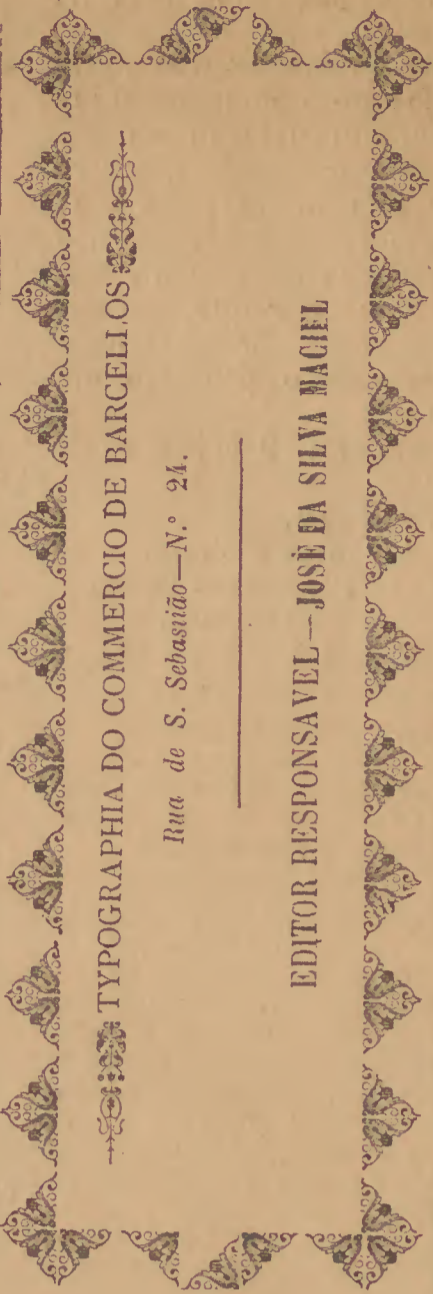 TYPOGRAPHIA DO COMMERCIO DE BARCELLOS
Rua de S. Sebastião—N.º 24.
EDITOR RESPONSAVEL—JOSÉ DA SILVA MACIEL